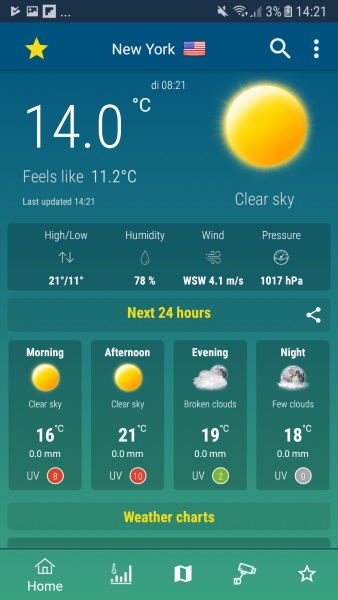 ... 3% 14:21
New York
di 08:21
14.0 °C
Feels like 11.2°C
Last updated 14:21
Clear sky
High/Low Humidity Wind Pressure
21°/11° 78 % WSW 4.1 m/s 1017 hPa
Next 24 hours
Morning Afternoon Evening Night
Clear sky Clear sky Broken clouds Few clouds
16°C 21°C 19°C 18°C
0.0 mm 0.0 mm 0.0 mm 0.0 mm
UV 8 UV 10 UV 2 UV 0
Weather charts
Home